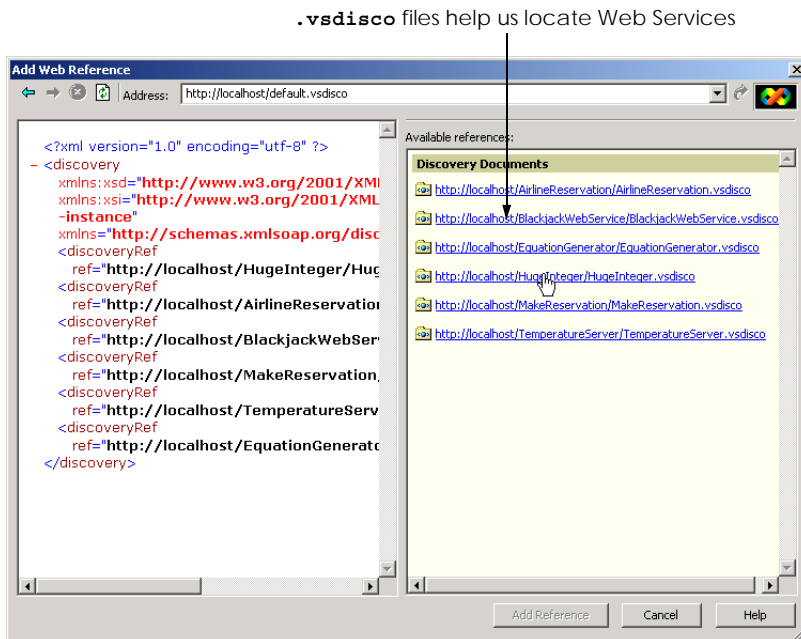 .vsdisco files help us locate Web Services
Add Web Reference
Address: http://localhost/default.vsdisco
<?xml version="1.0" encoding="utf-8" ?>
– <discovery
xmlns:xsd="http://www.w3.org/2001/XMI
xmlns:xsi="http://www.w3.org/2001/XML
-instance"
xmlns="http://schemas.xmlsoap.org/disc
<discoveryRef
ref="http://localhost/HugeInteger/Hug
<discoveryRef
ref="http://localhost/AirlineReservation
<discoveryRef
ref="http://localhost/BlackjackWebSer
<discoveryRef
ref="http://localhost/MakeReservation,
<discoveryRef
ref="http://localhost/TemperatureServ
<discoveryRef
ref="http://localhost/EquationGenerato
</discovery>
Available references:
Discovery Documents
http://localhost/AirlineReservation/AirlineReservation.vsdisco
http://localhost/BlackjackWebService/BlackjackWebService.vsdisco
http://localhost/EquationGenerator/EquationGenerator.vsdisco
http://localhost/HugeInteger/HugeInteger.vsdisco
http://localhost/MakeReservation/MakeReservation.vsdisco
http://localhost/TemperatureServer/TemperatureServer.vsdisco
Add Reference
Cancel
Help